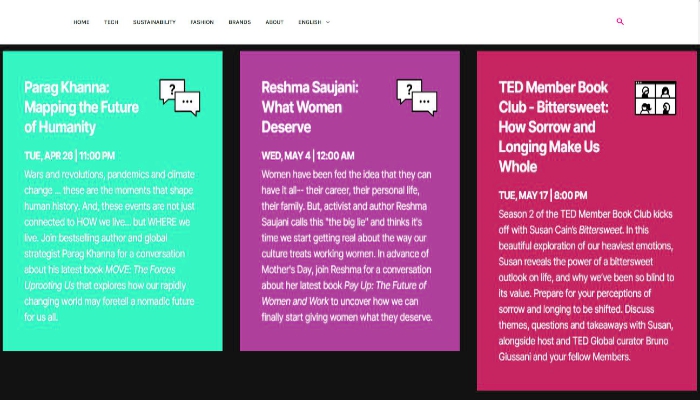 HOME TECH SUSTAINABILITY FASHION BRANDS ABOUT ENGLISH
Parag Khanna:
Mapping the Future
of Humanity
?
...
TUE, APR 26 | 11:00 PM
Wars and revolutions, pandemics and climate
change ... these are the moments that shape
human history. And, these events are not just
connected to HOW we live... but WHERE we
live. Join bestselling author and global
strategist Parag Khanna for a conversation
about his latest book MOVE: The Forces
Uprooting Us that explores how our rapidly
changing world may foretell a nomadic future
for us all.
Reshma Saujani:
What Women
Deserve
?
...
WED, MAY 4 | 12:00 AM
Women have been fed the idea that they can
have it all-- their career, their personal life,
their family. But, activist and author Reshma
Saujani calls this "the big lie" and thinks it's
time we start getting real about the way our
culture treats working women. In advance of
Mother's Day, join Reshma for a conversation
about her latest book Pay Up: The Future of
Women and Work to uncover how we can
finally start giving women what they deserve.
TED Member Book
Club - Bittersweet:
How Sorrow and
Longing Make Us
Whole
TUE, MAY 17 | 8:00 PM
Season 2 of the TED Member Book Club kicks
off with Susan Cain's Bittersweet. In this
beautiful exploration of our heaviest emotions,
Susan reveals the power of a bittersweet
outlook on life, and why we've been so blind to
its value. Prepare for your perceptions of
sorrow and longing to be shifted. Discuss
themes, questions and takeaways with Susan,
alongside host and TED Global curator Bruno
Giussani and your fellow Members.